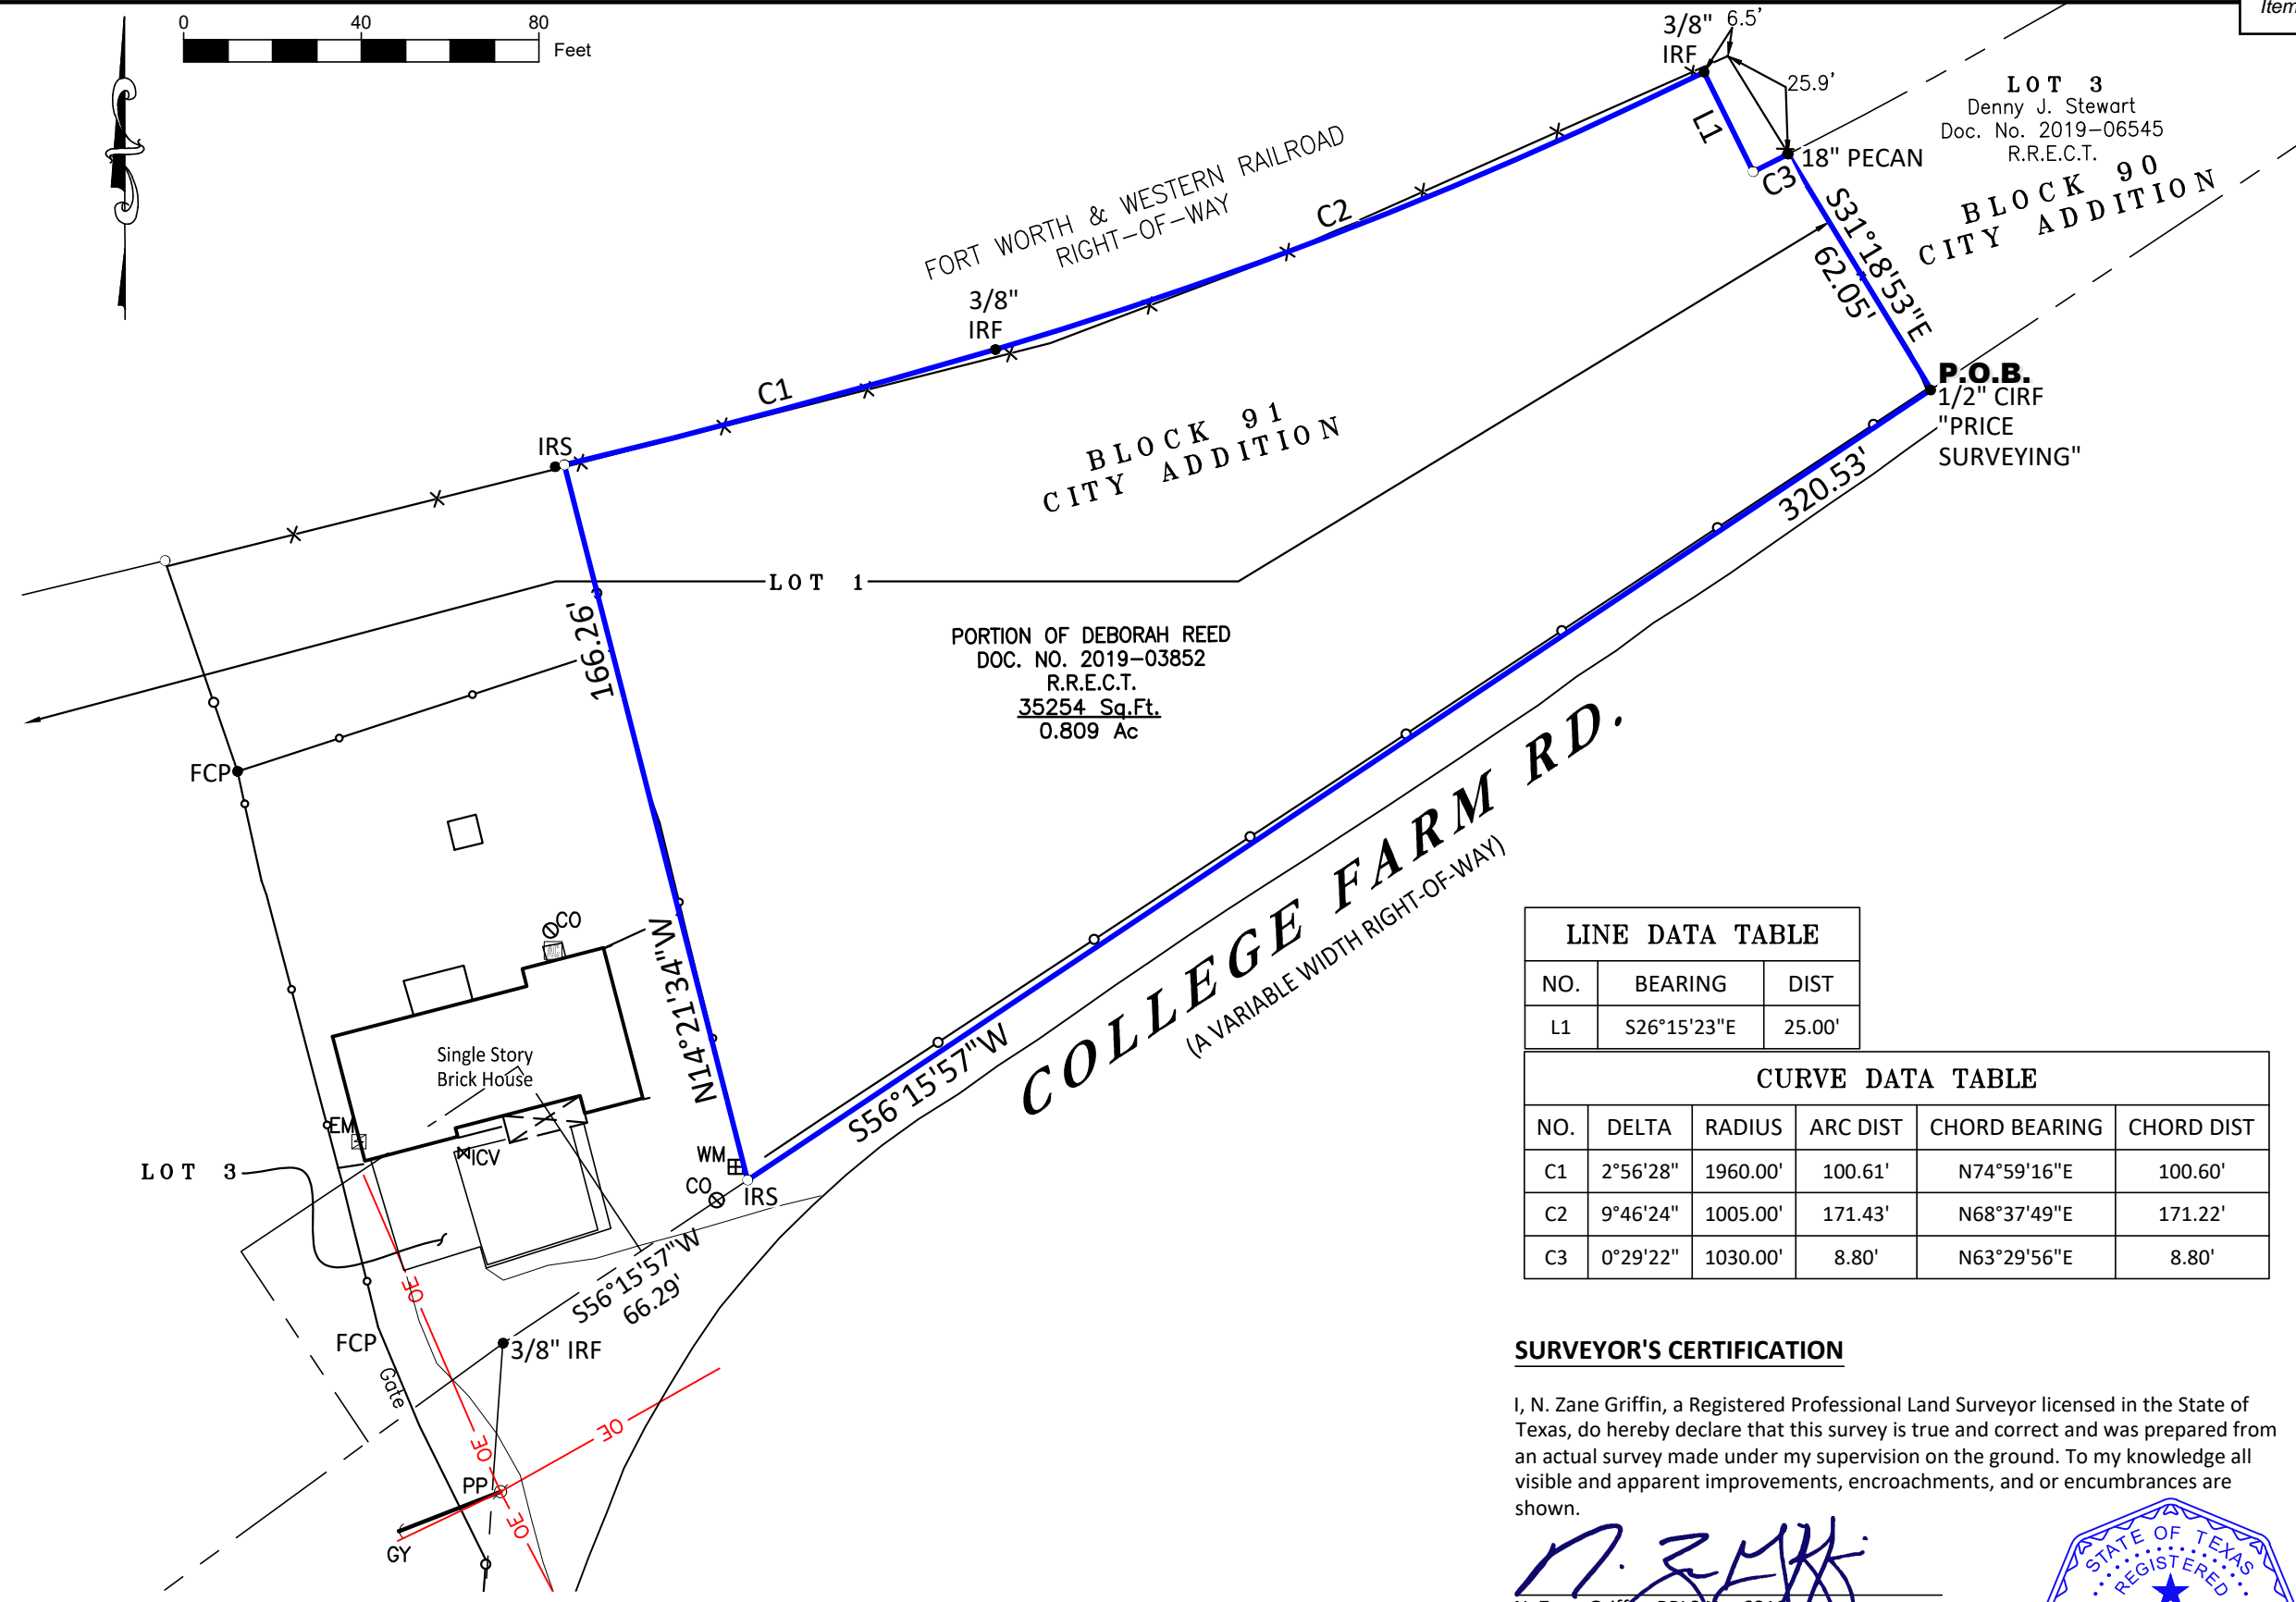 0 40 80
Feet
Item
3/8" IRF
6.5'
25.9'
L1
C3
18" PECAN
LOT 3
Denny J. Stewart
Doc. No. 2019-06545
R.R.E.C.T.
BLOCK 90
CITY ADDITION
S31°18'53"E
62.05'
FORT WORTH & WESTERN RAILROAD
RIGHT-OF-WAY
C2
3/8"
IRF
C1
IRS
P.O.B.
1/2" CIRF
"PRICE
SURVEYING"
BLOCK 91
CITY ADDITION
320.53'
LOT 1
166.26'
PORTION OF DEBORAH REED
DOC. NO. 2019-03852
R.R.E.C.T.
35254 Sq.Ft.
0.809 Ac
FCP
COLLEGE FARM RD.
(A VARIABLE WIDTH RIGHT-OF-WAY)
CO
N14°21'34"W
S56°15'57"W
Single Story
Brick House
EM
ICV
WM
CO
IRS
LOT 3
S56°15'57"W
66.29'
OE
FCP
3/8" IRF
Gate
OE
OE
PP
OE
GY
LINE DATA TABLE
NO. BEARING DIST
L1 S26°15'23"E 25.00'
CURVE DATA TABLE
NO. DELTA RADIUS ARC DIST CHORD BEARING CHORD DIST
C1 2°56'28" 1960.00' 100.61' N74°59'16"E 100.60'
C2 9°46'24" 1005.00' 171.43' N68°37'49"E 171.22'
C3 0°29'22" 1030.00' 8.80' N63°29'56"E 8.80'
SURVEYOR'S CERTIFICATION
I, N. Zane Griffin, a Registered Professional Land Surveyor licensed in the State of
Texas, do hereby declare that this survey is true and correct and was prepared from
an actual survey made under my supervision on the ground. To my knowledge all
visible and apparent improvements, encroachments, and or encumbrances are
shown.
STATE OF TEXAS
REGISTERED